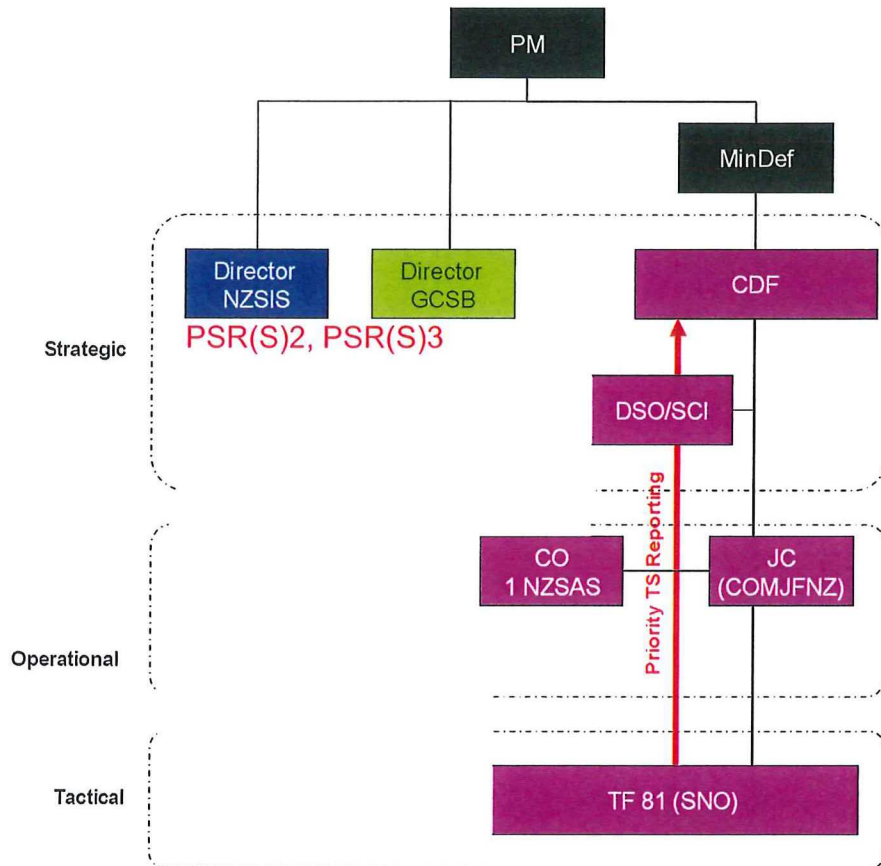 PM
MinDef
Director
NZSIS
Director
GCSB
CDF
PSR(S)2, PSR(S)3
Strategic
DSO/SCI
Priority TS Reporting
CO
1 NZSAS
JC
(COMJFNZ)
Operational
TF 81 (SNO)
Tactical